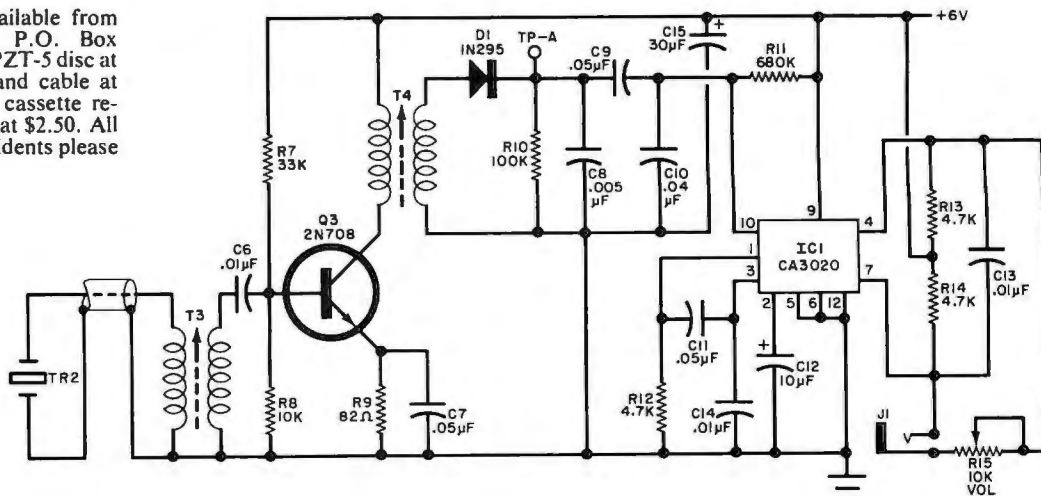 ailable from
P.O. Box
PZT-5 disc at
and cable at
cassette re-
at $2.50. All
idents please
+6V
C15
30µF
+
TP-A
D1
1N295
C9
.05µF
R11
680K
T4
R7
33K
R10
100K
C8
.005
µF
C10
.04
µF
Q3
2N708
C6
.01µF
10
9
4
1
3
7
2
5
6
12
IC1
CA3020
R13
4.7K
R14
4.7K
C13
.01µF
T3
TR2
C11
.05µF
R8
10K
R9
82Ω
C7
.05µF
R12
4.7K
C14
.01µF
+
C12
10µF
J1
V
R15
10K
VOL